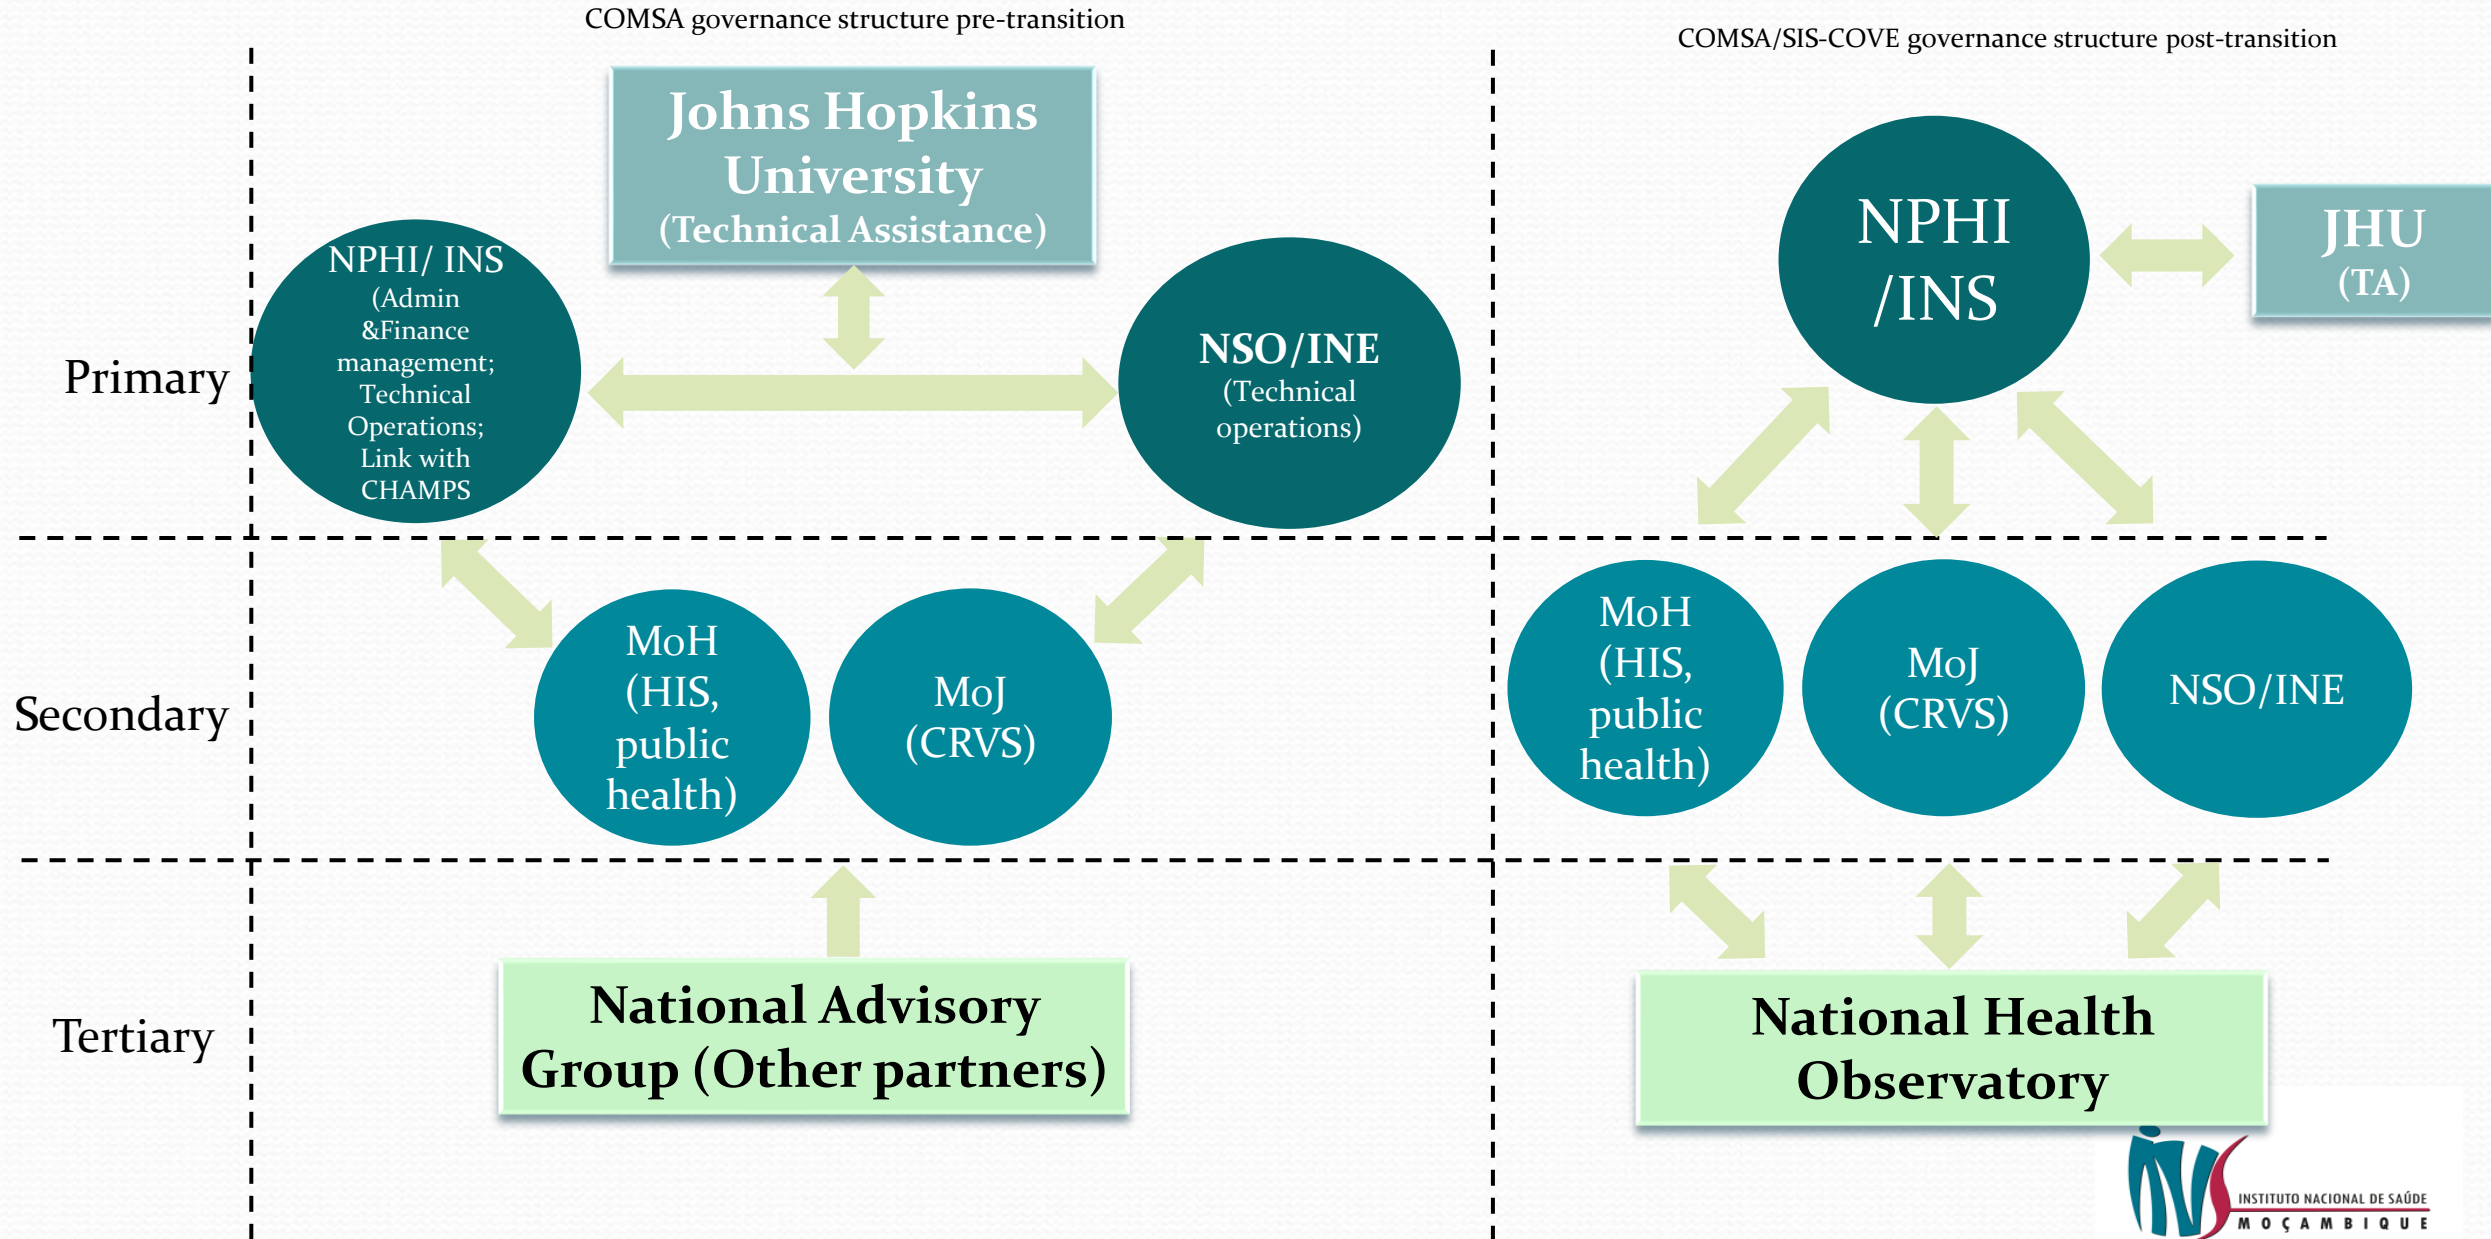 COMSA governance structure pre-transition
COMSA/SIS-COVE governance structure post-transition
Johns Hopkins
University
(Technical Assistance)
NPHI/ INS
(Admin
&Finance
management;
Technical
Operations;
Link with
CHAMPS
NSO/INE
(Technical
operations)
NPHI
/INS
JHU
(TA)
Primary
Secondary
MoH
(HIS,
public
health)
MoJ
(CRVS)
MoH
(HIS,
public
health)
MoJ
(CRVS)
NSO/INE
Tertiary
National Advisory
Group (Other partners)
National Health
Observatory
INS
INSTITUTO NACIONAL DE SAÚDE
MOÇAMBIQUE